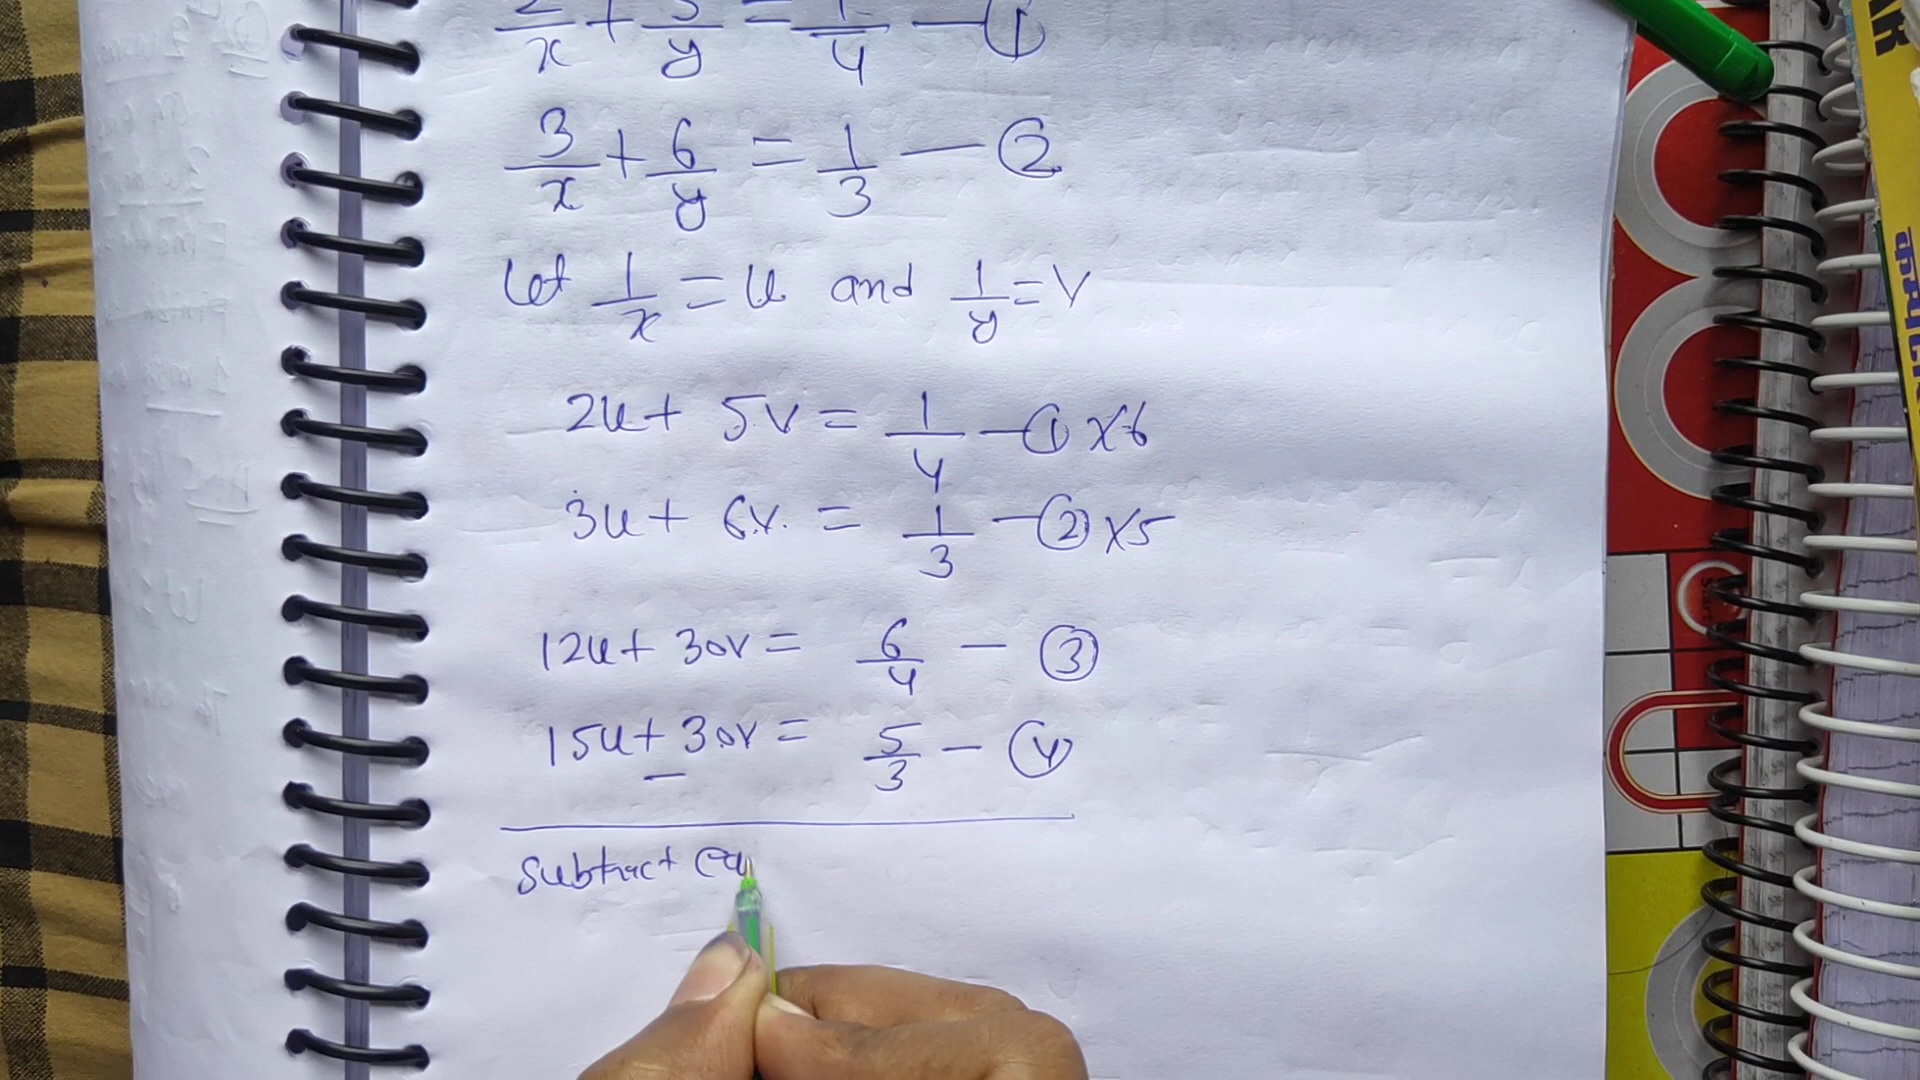 2/x + 5/y = 1/4 — ①
3/x + 6/y = 1/3 — ②
Let 1/x = u and 1/y = v
2u + 5v = 1/4 — ① ×6
3u + 6v = 1/3 — ② ×5
12u + 30v = 6/4 — ③
15u + 30v = 5/3 — ④
—
Subtract eq